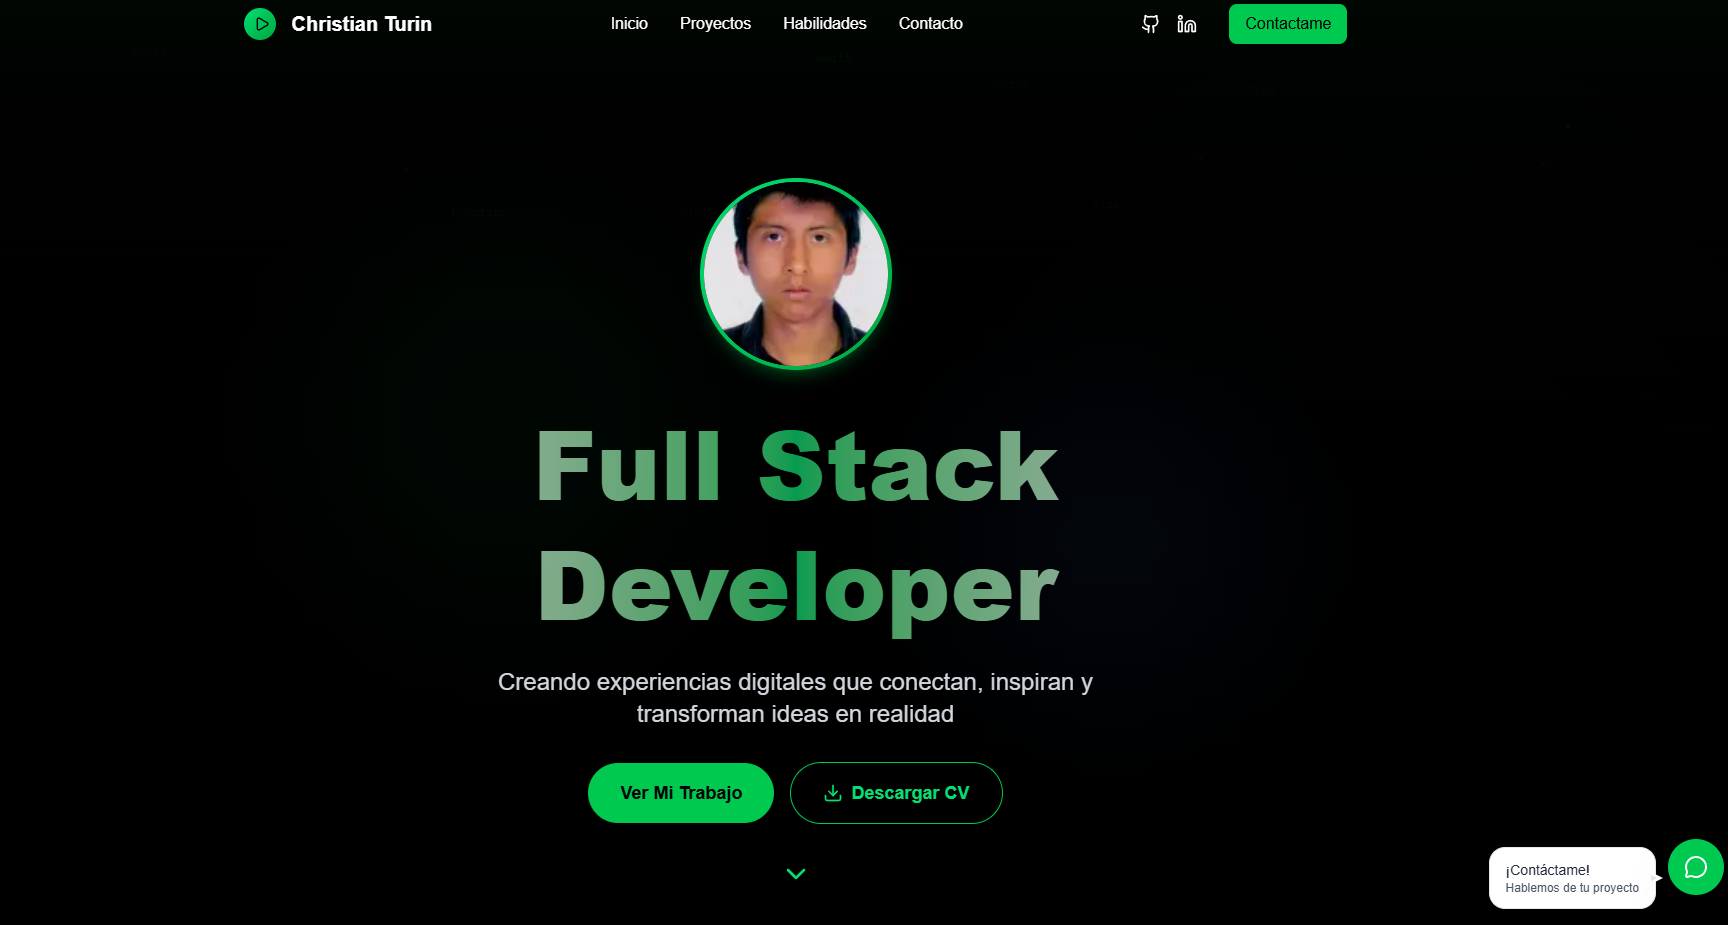 Christian Turin
Inicio
Proyectos
Habilidades
Contacto
Contactame
Full Stack
Developer
Creando experiencias digitales que conectan, inspiran y
transforman ideas en realidad
Ver Mi Trabajo
Descargar CV
¡Contáctame!
Hablemos de tu proyecto